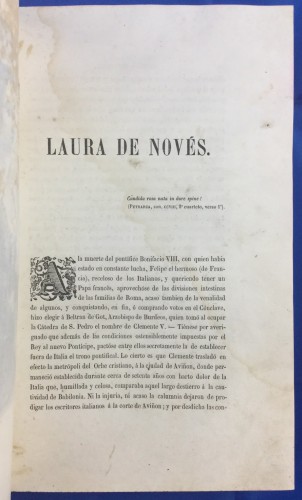 LAURA DE NOVÉS.
Candida rosa nata in dure spine!
(PETRARCA, son. CCVIII, 2º cuarteto, verso 1º).
A la muerte del pontífice Bonifacio VIII, con quien habia
estado en constante lucha, Felipe el hermoso (de Fran-
cia), receloso de los Italianos, y queriendo tener un
Papa francés, aprovechóse de las divisiones intestinas
de las familias de Roma, acaso tambien de la venalidad
de algunos, y conquistando, en fin, ó comprando votos en el Cónclave,
hizo elegir á Beltran de Got, Arzobispo de Burdeos, quien tomó al ocupar
la Cátedra de S. Pedro el nombre de Clemente V. — Tiénese por averi-
guado que además de las condiciones ostensiblemente impuestas por el
Rey al nuevo Pontífice, pactóse entre ellos secretamente la de establecer
fuera de Italia el trono pontifical. Lo cierto es que Clemente trasladó en
efecto la metrópoli del Orbe cristiano, á la ciudad de Aviñon, donde per-
maneció establecida durante cerca de setenta años con harto dolor de la
Italia que, humillada y celosa, comparaba aquel largo destierro á la cau-
tividad de Babilonia. Ni la injuria, ni acaso la calumnia dejaron de pro-
digar los escritores italianos á la corte de Aviñon; y por desdicha las cos-